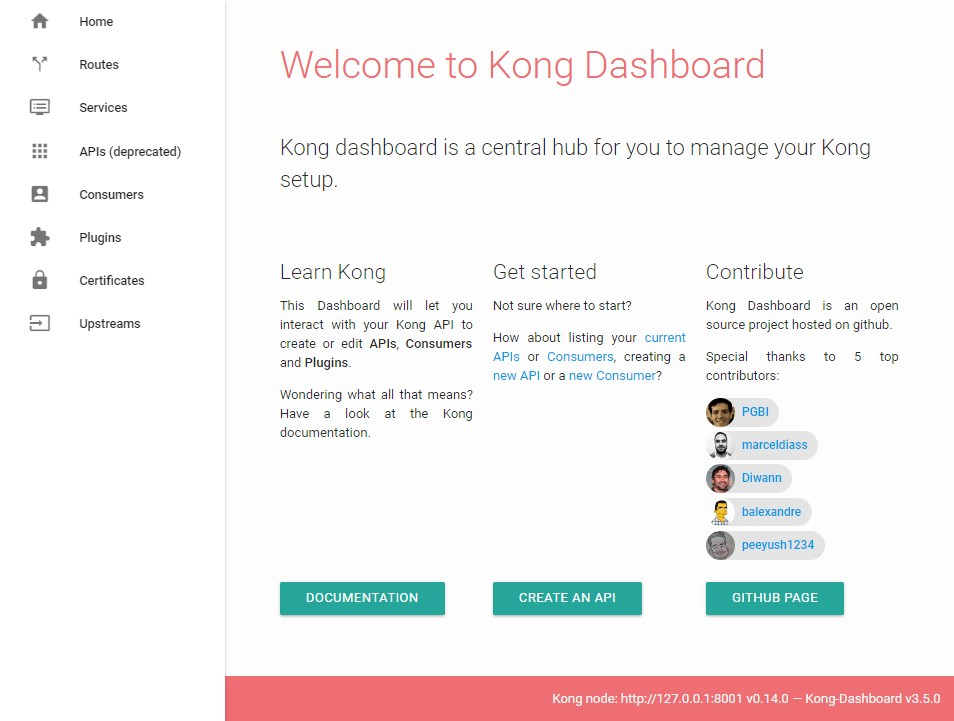 Home
Routes
Services
APIs (deprecated)
Consumers
Plugins
Certificates
Upstreams
Welcome to Kong Dashboard
Kong dashboard is a central hub for you to manage your Kong
setup.
Learn Kong
This Dashboard will let you
interact with your Kong API to
create or edit APIs, Consumers
and Plugins.
Wondering what all that means?
Have a look at the Kong
documentation.
DOCUMENTATION
Get started
Not sure where to start?
How about listing your current
APIs or Consumers, creating a
new API or a new Consumer?
CREATE AN API
Contribute
Kong Dashboard is an open
source project hosted on github.
Special thanks to 5 top
contributors:
PGBI
marceldiass
Diwann
balexandre
peeyush1234
GITHUB PAGE
Kong node: http://127.0.0.1:8001 v0.14.0 — Kong-Dashboard v3.5.0